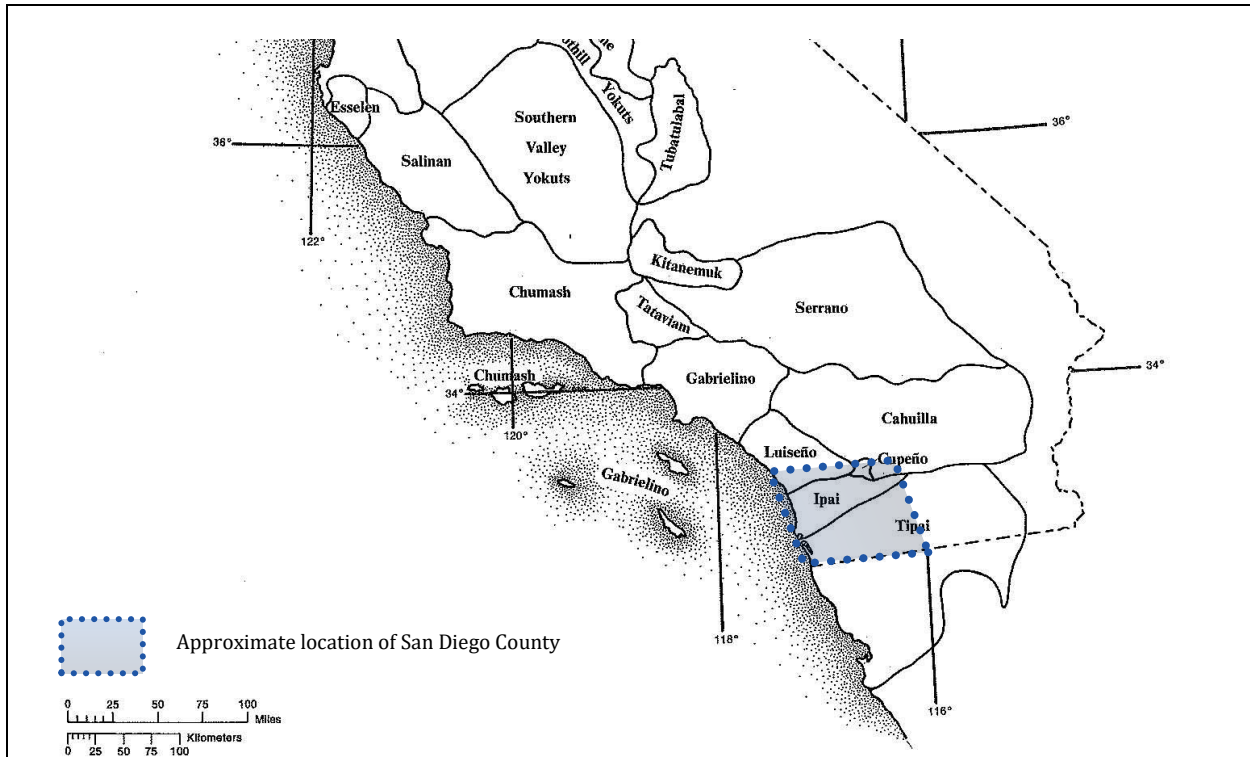 othill
Yokuts
Tubatulabal
Esselen
Southern
Valley
Yokuts
Salinan
36°
36°
122°
Kitanemuk
Chumash
Tataviam
Serrano
Chumash
34°
120°
Gabrielino
34°
Cahuilla
Luiseño
Cupeño
Gabrielino
Ipai
Tipai
118°
116°
Approximate location of San Diego County
0 25 50 75 100
Miles
Kilometers
0 25 50 75 100